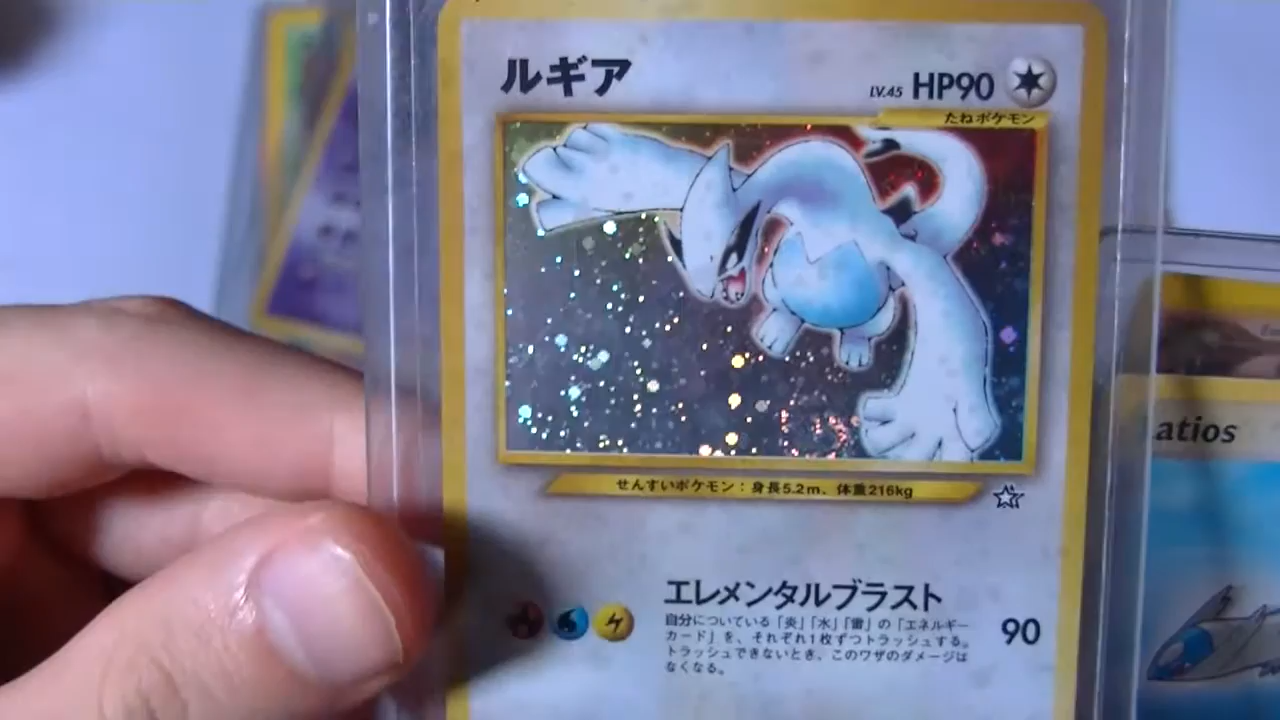 ルギア
LV.45 HP90
たねポケモン
せんすいポケモン：身長5.2m、体重216kg
エレメンタルブラスト
自分についている「炎」「水」「雷」の「エネルギー
カード」を、それぞれ1枚ずつトラッシュする。
トラッシュできないとき、このワザのダメージは
なくなる。
90
atios